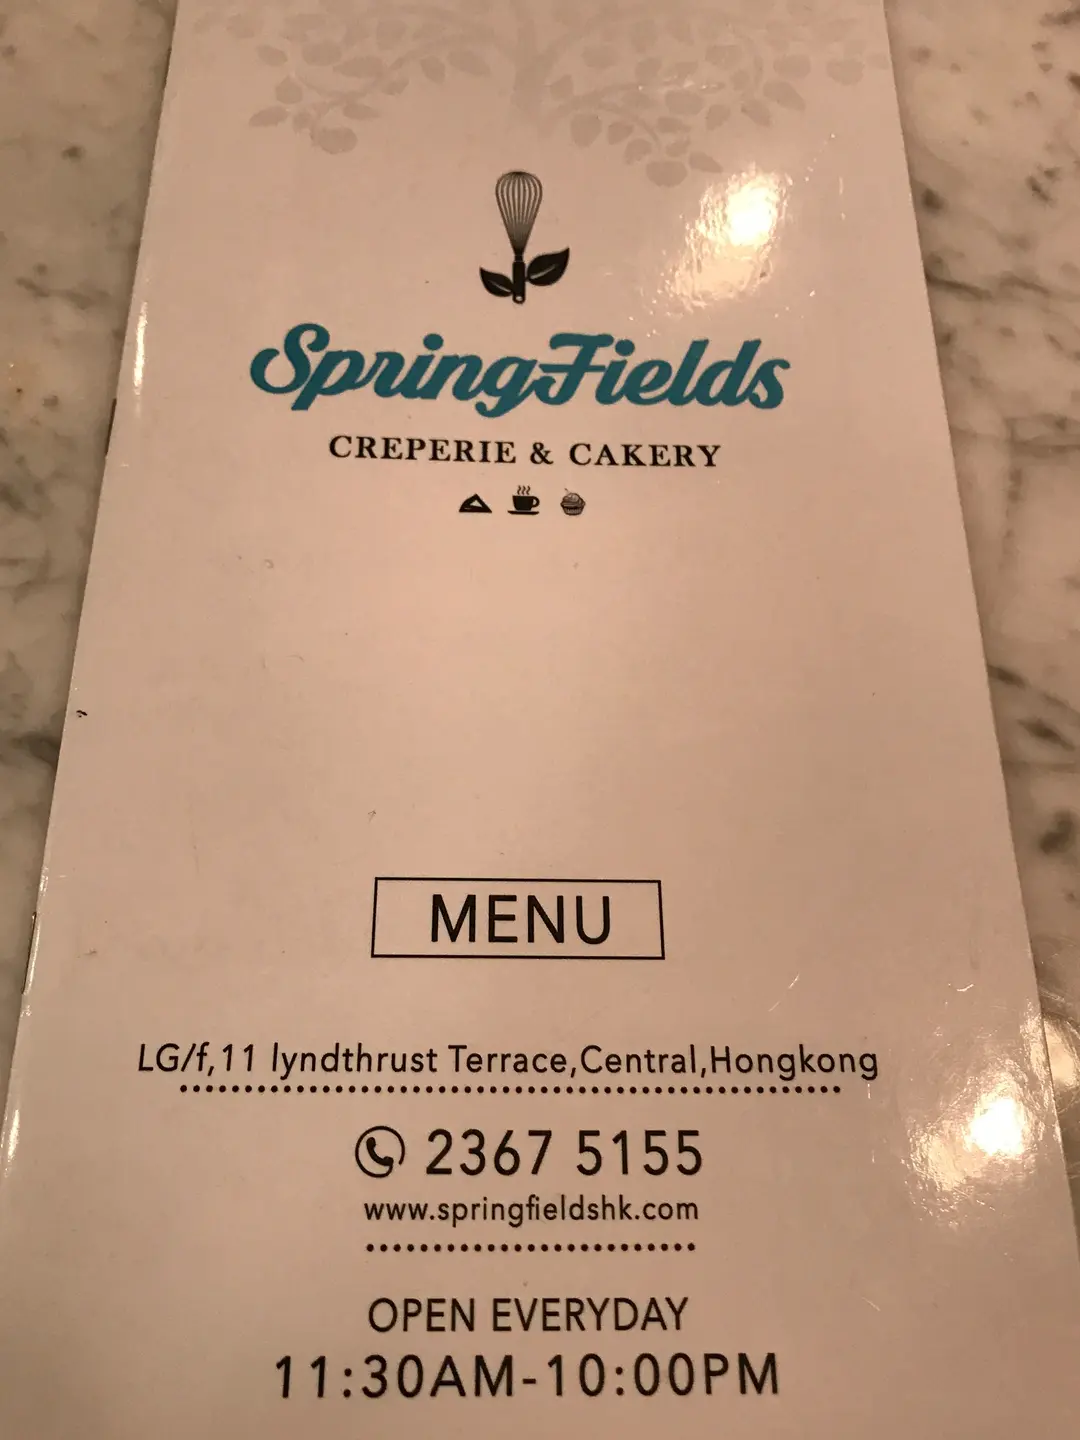 SpringFields
CREPERIE & CAKERY
MENU
LG/f,11 lyndthrust Terrace,Central,Hongkong
2367 5155
www.springfieldshk.com
OPEN EVERYDAY
11:30AM-10:00PM